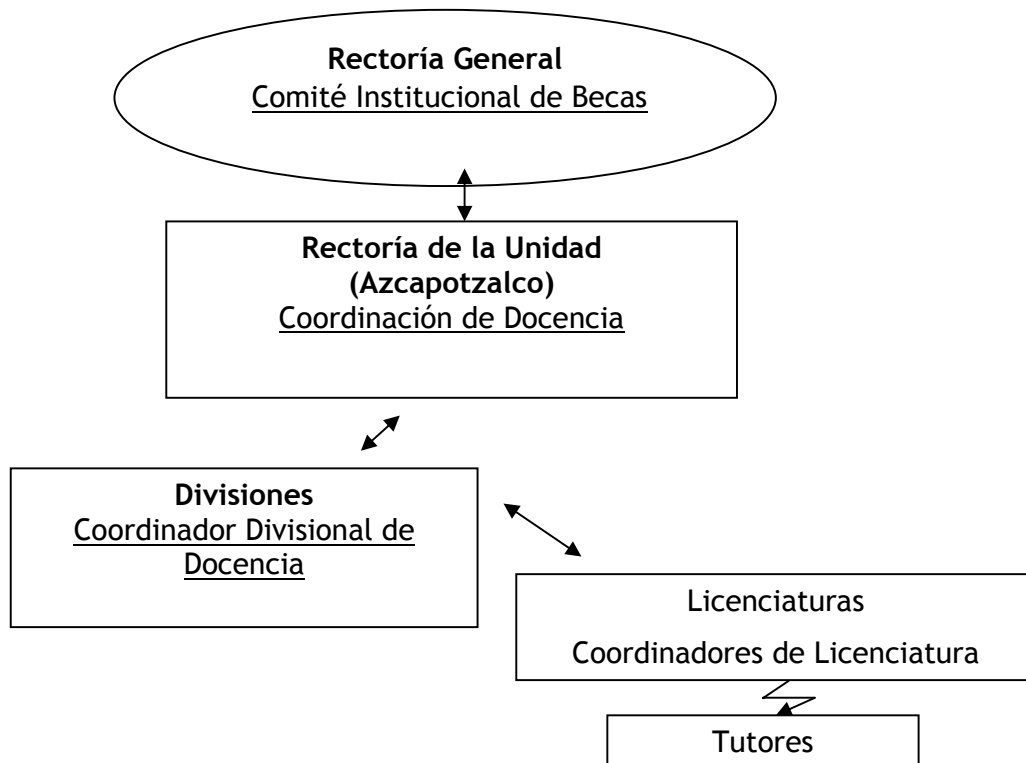 Rectoría General
Comité Institucional de Becas
Rectoría de la Unidad
(Azcapotzalco)
Coordinación de Docencia
Divisiones
Coordinador Divisional de
Docencia
Licenciaturas
Coordinadores de Licenciatura
Tutores